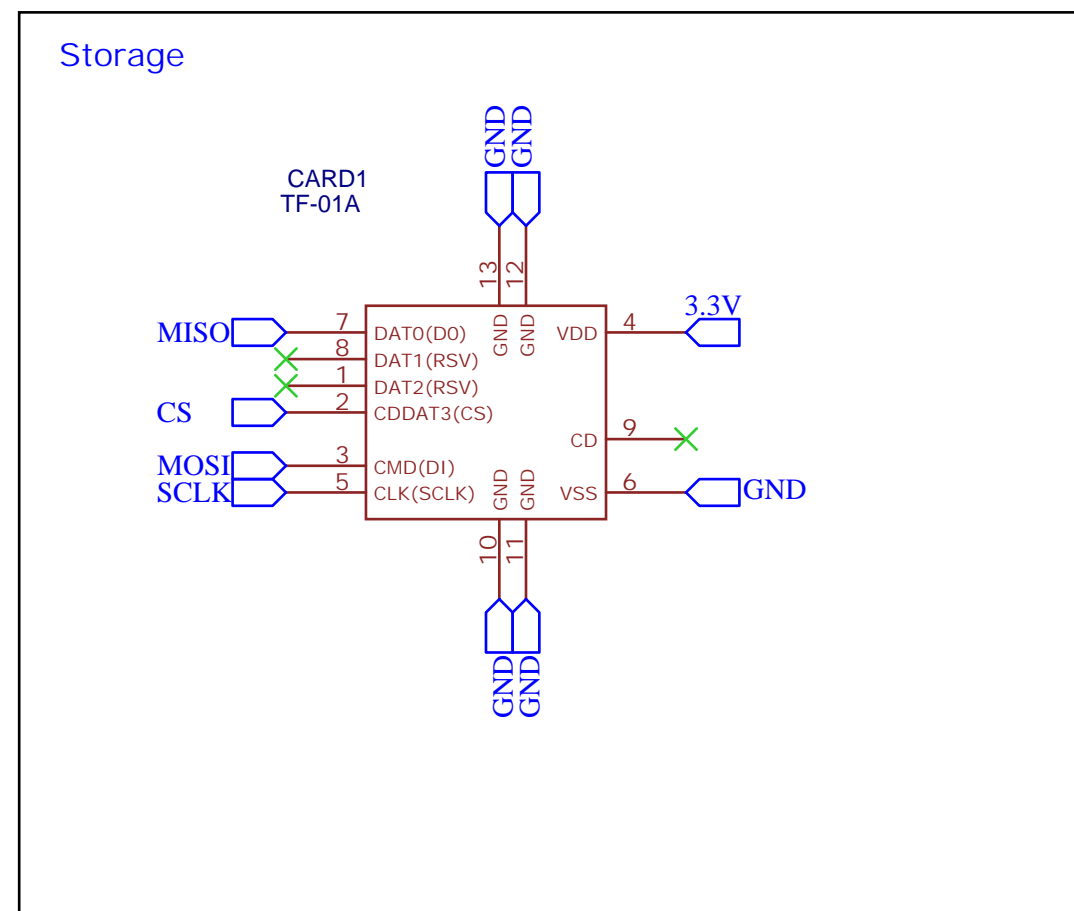 Storage
GND GND
CARD1
TF-01A
13 12
3.3V
MISO 7 DAT0(D0) GND GND VDD 4
8 DAT1(RSV)
1 DAT2(RSV)
CS 2 CDDAT3(CS)
CD 9
MOSI 3 CMD(DI)
SCLK 5 CLK(SCLK) GND GND VSS 6 GND
10 11
GND GND